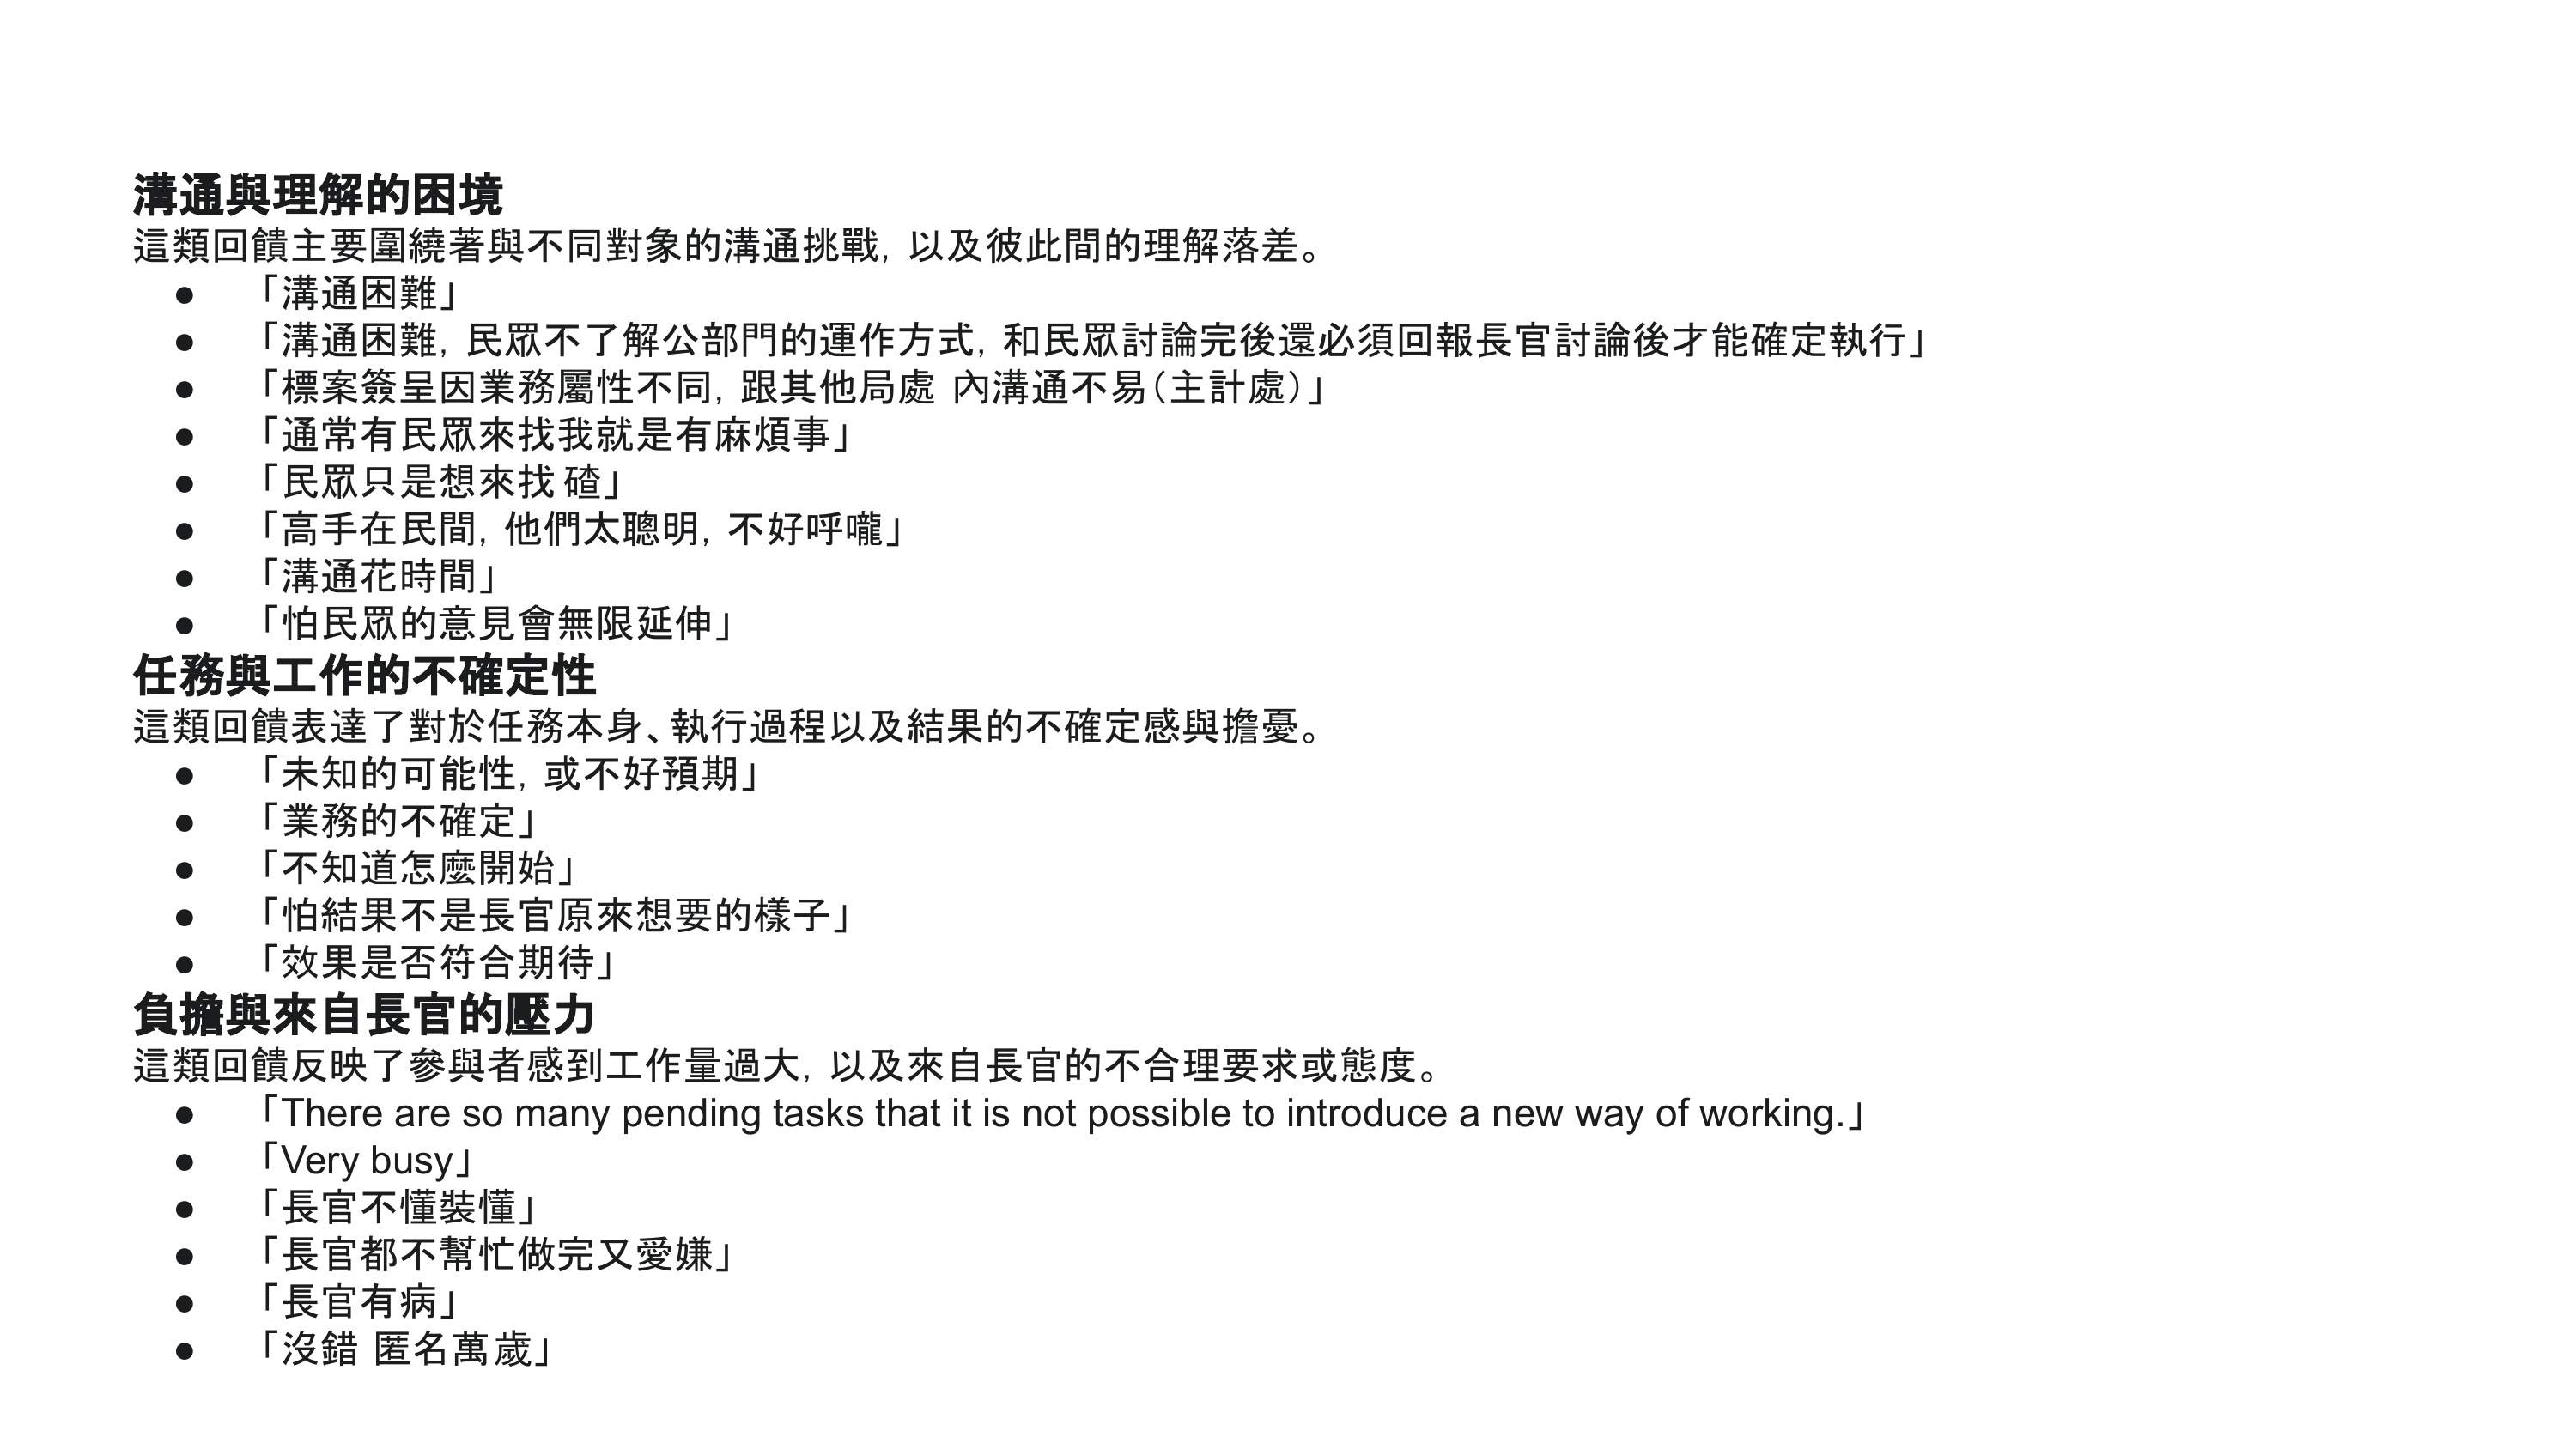 溝通與理解的困境
這類回饋主要圍繞著與不同對象的溝通挑戰，以及彼此間的理解落差。
● 「溝通困難」
● 「溝通困難，民眾不了解公部門的運作方式，和民眾討論完後還必須回報長官討論後才能確定執行」
● 「標案簽呈因業務屬性不同，跟其他局處 內溝通不易（主計處）」
● 「通常有民眾來找我就是有麻煩事」
● 「民眾只是想來找 碴」
● 「高手在民間，他們太聰明，不好呼嚨」
● 「溝通花時間」
● 「怕民眾的意見會無限延伸」
任務與工作的不確定性
這類回饋表達了對於任務本身、執行過程以及結果的不確定感與擔憂。
● 「未知的可能性，或不好預期」
● 「業務的不確定」
● 「不知道怎麼開始」
● 「怕結果不是長官原來想要的樣子」
● 「效果是否符合期待」
負擔與來自長官的壓力
這類回饋反映了參與者感到工作量過大，以及來自長官的不合理要求或態度。
● 「There are so many pending tasks that it is not possible to introduce a new way of working.」
● 「Very busy」
● 「長官不懂裝懂」
● 「長官都不幫忙做完又愛嫌」
● 「長官有病」
● 「沒錯 匿名萬歲」